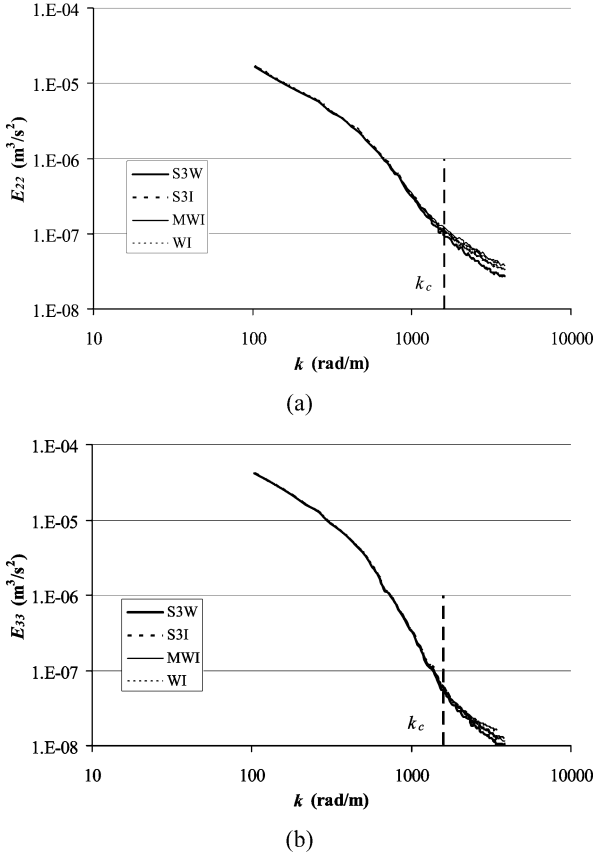 1.E-04
1.E-05
1.E-06
1.E-07
1.E-08
E22 (m³/s²)
S3W
S3I
MWI
WI
kc
10 100 1000 10000
k (rad/m)
(a)
1.E-04
1.E-05
1.E-06
1.E-07
1.E-08
E33 (m³/s²)
S3W
S3I
MWI
WI
kc
10 100 1000 10000
k (rad/m)
(b)